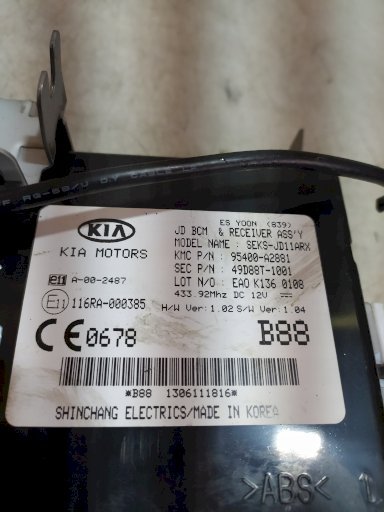 ES YOON (839)
KIA
KIA MOTORS
JD BCM & RECEIVER ASS'Y
MODEL NAME : SEKS-JD11ARX
KMC P/N : 95400-A2881
SEC P/N : 49D88T-1001
LOT N/O : EAO K136 0108
433.92Mhz DC 12V
e11 A-00-2487
E11 116RA-000385
H/W Ver:1.02 S/W Ver:1.04
CE0678
B88
*B88 1306111816*
SHINCHANG ELECTRICS/MADE IN KOREA
>ABS<